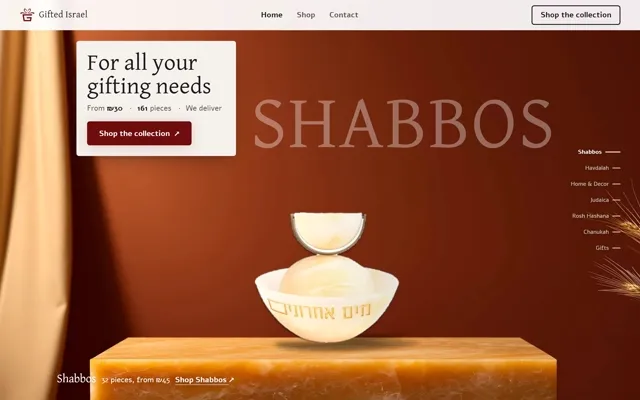 Gifted Israel
Home
Shop
Contact
Shop the collection
For all your
gifting needs
From ₪30 · 161 pieces · We deliver
Shop the collection ↗
SHABBOS
Shabbos
Havdalah
Home & Decor
Judaica
Rosh Hashana
Chanukah
Gifts
מים אחרונים
Shabbos 32 pieces, from ₪45 Shop Shabbos ↗